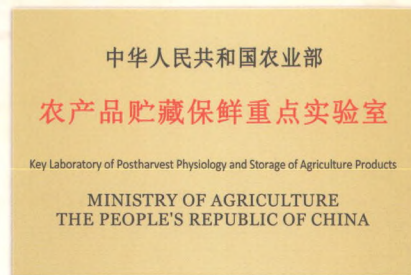 中华人民共和国农业部
农产品贮藏保鲜重点实验室
Key Laboratory of Postharvest Physiology and Storage of Agriculture Products
MINISTRY OF AGRICULTURE
THE PEOPLE'S REPUBLIC OF CHINA